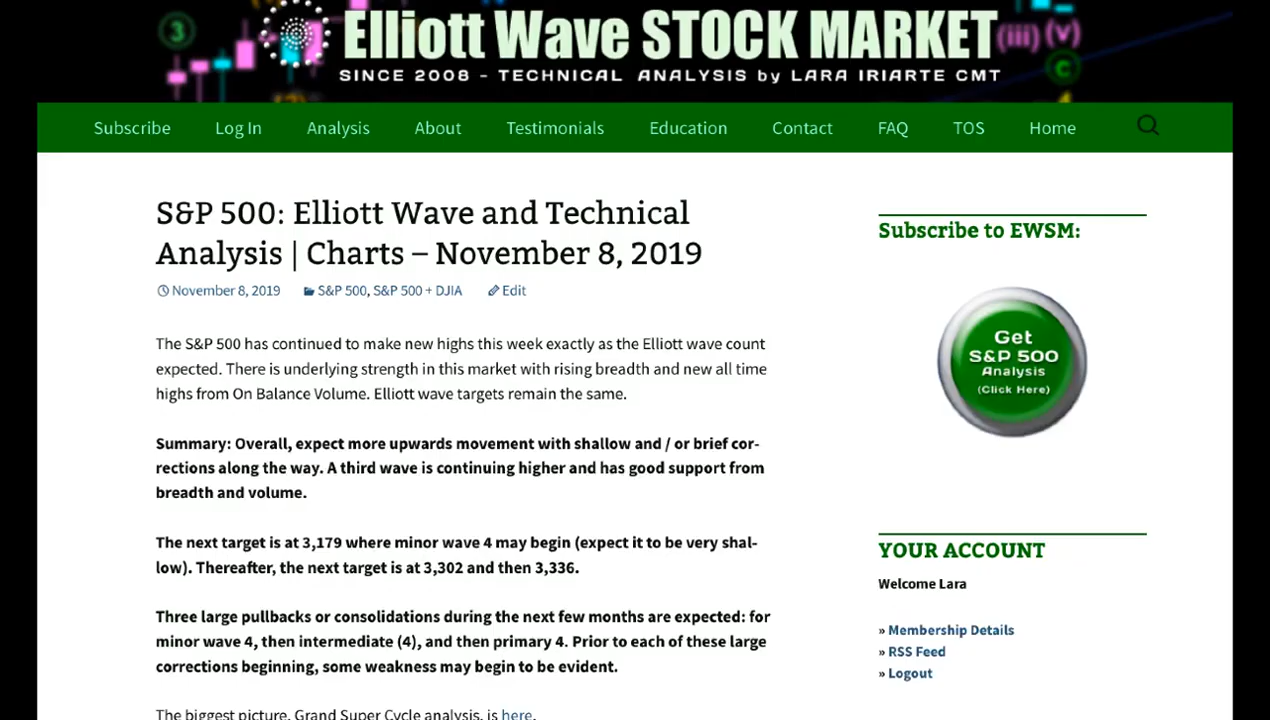 3
Elliott Wave STOCK MARKET
(iii) (v)
SINCE 2008 - TECHNICAL ANALYSIS by LARA IRIARTE CMT
C
Subscribe Log In Analysis About Testimonials Education Contact FAQ TOS Home
S&P 500: Elliott Wave and Technical
Analysis | Charts – November 8, 2019
November 8, 2019 S&P 500, S&P 500 + DJIA Edit
The S&P 500 has continued to make new highs this week exactly as the Elliott wave count
expected. There is underlying strength in this market with rising breadth and new all time
highs from On Balance Volume. Elliott wave targets remain the same.
Summary: Overall, expect more upwards movement with shallow and / or brief cor-
rections along the way. A third wave is continuing higher and has good support from
breadth and volume.
The next target is at 3,179 where minor wave 4 may begin (expect it to be very shal-
low). Thereafter, the next target is at 3,302 and then 3,336.
Three large pullbacks or consolidations during the next few months are expected: for
minor wave 4, then intermediate (4), and then primary 4. Prior to each of these large
corrections beginning, some weakness may begin to be evident.
The biggest picture, Grand Super Cycle analysis, is here.
Subscribe to EWSM:
Get
S&P 500
Analysis
(Click Here)
YOUR ACCOUNT
Welcome Lara
» Membership Details
» RSS Feed
» Logout